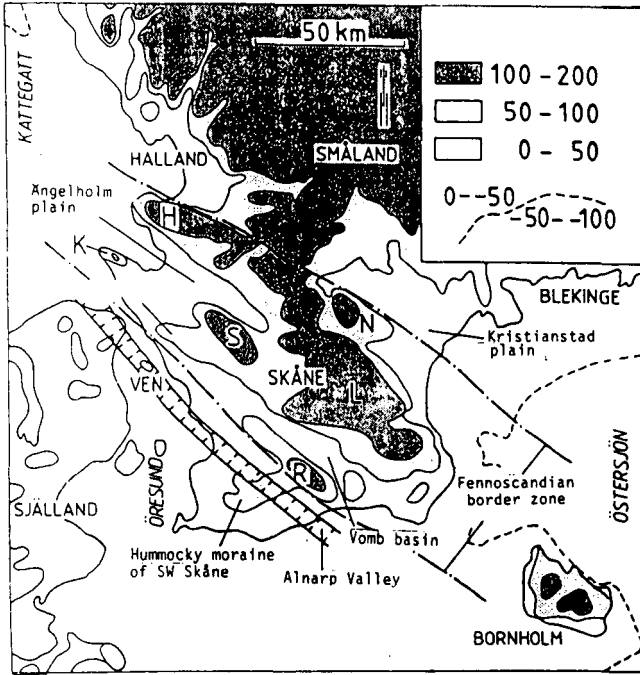 50 km
100-200
50-100
0-50
0--50
-50--100
KATTEGATT
HALLAND
SMÅLAND
Ängelholm
plain
H
K
BLEKINGE
N
S
Kristianstad
plain
VEN
SKÅNE
L
ÖRESUND
R
Fennoscandian
border zone
ÖSTERSJÖN
SJÄLLAND
Vomb basin
Hummocky moraine
of SW Skåne
Alnarp Valley
BORNHOLM